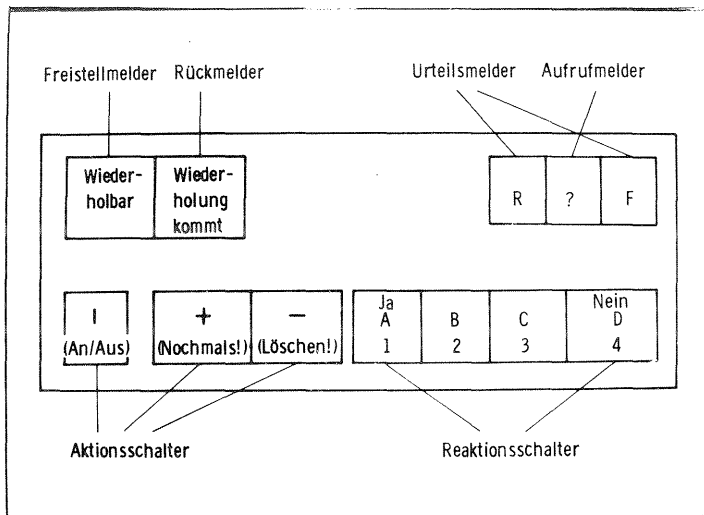 Freistellmelder Rückmelder Urteilsmelder Aufrufmelder
Wieder-
holbar
Wieder-
holung
kommt
R ? F
I
(An/Aus)
+
(Nochmals!)
−
(Löschen!)
Ja
A
1
B
2
C
3
Nein
D
4
Aktionsschalter Reaktionsschalter